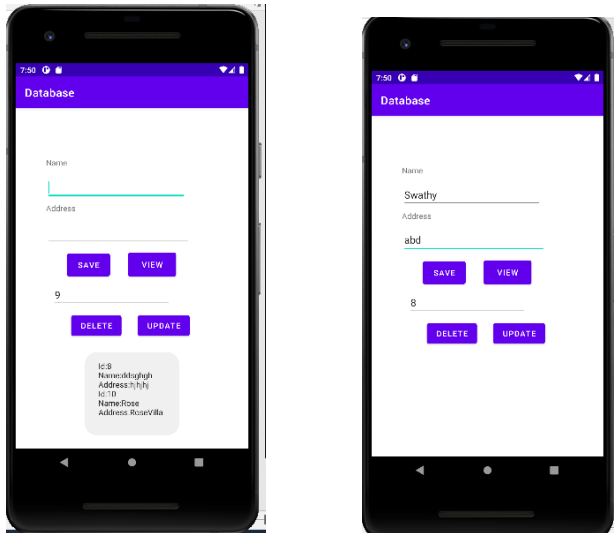 7:50
Database
Name
Address
SAVE VIEW
9
DELETE UPDATE
Id:8
Name:ddsghgh
Address:hjhjhj
Id:10
Name:Rose
Address:RoseVilla
7:50
Database
Name
Swathy
Address
abd
SAVE VIEW
8
DELETE UPDATE